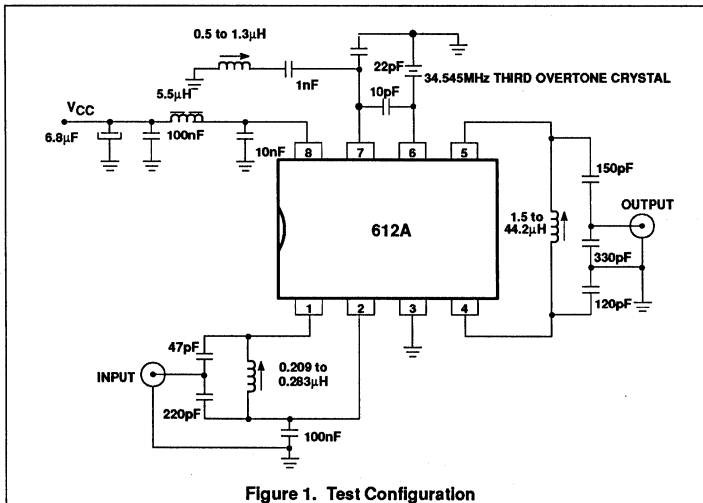 0.5 to 1.3μH
22pF
34.545MHz THIRD OVERTONE CRYSTAL
1nF
5.5μH
10pF
VCC
6.8μF
100nF
10nF
8
7
6
5
150pF
612A
1.5 to
44.2μH
OUTPUT
330pF
120pF
1
2
3
4
47pF
INPUT
0.209 to
0.283μH
220pF
100nF
Figure 1. Test Configuration